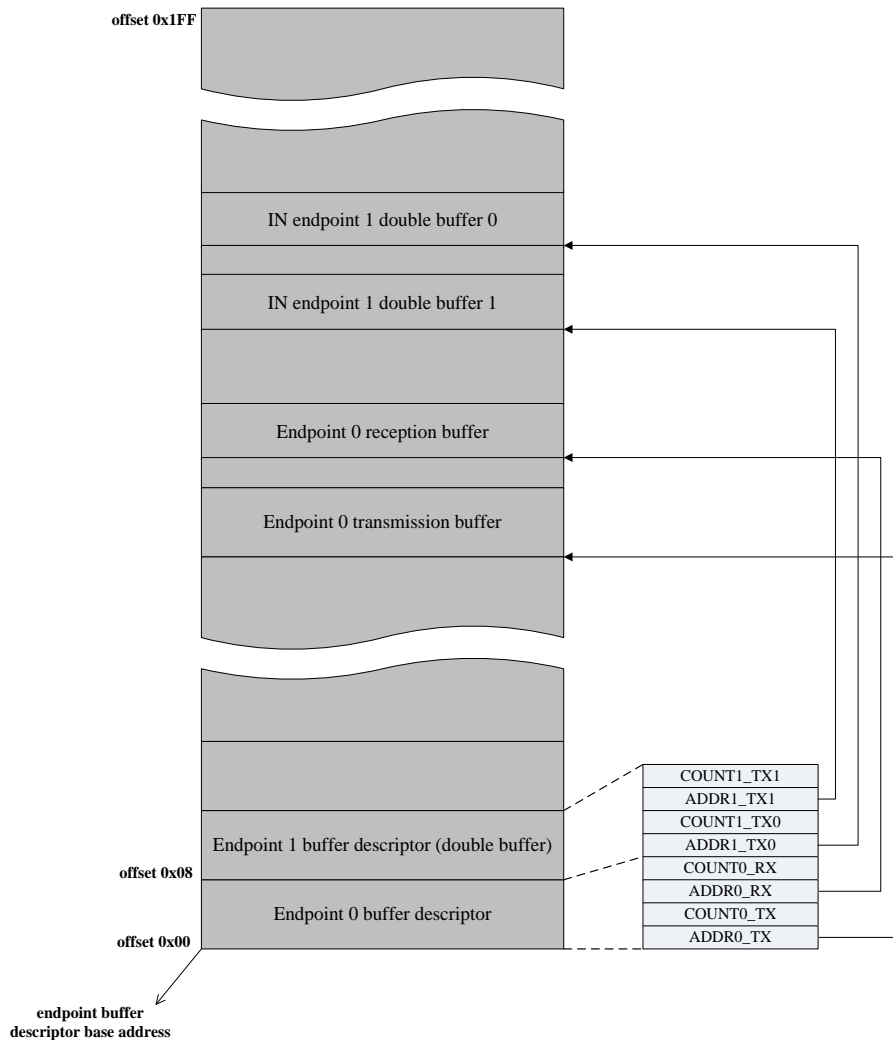 offset 0x1FF
IN endpoint 1 double buffer 0
IN endpoint 1 double buffer 1
Endpoint 0 reception buffer
Endpoint 0 transmission buffer
COUNT1_TX1
ADDR1_TX1
COUNT1_TX0
Endpoint 1 buffer descriptor (double buffer)
ADDR1_TX0
COUNT0_RX
offset 0x08
ADDR0_RX
Endpoint 0 buffer descriptor
COUNT0_TX
ADDR0_TX
offset 0x00
endpoint buffer
descriptor base address